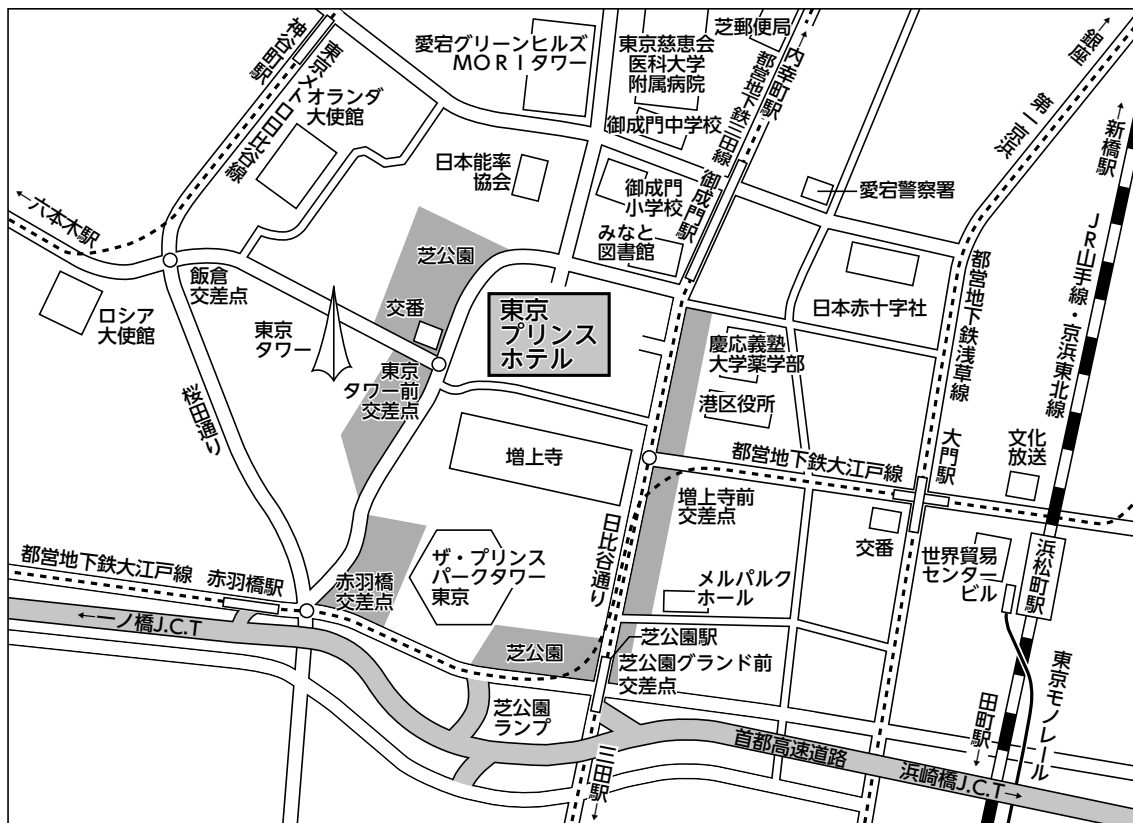 神谷町駅
東京メトロ日比谷線
オランダ
大使館
愛宕グリーンヒルズ
MORIタワー
東京慈恵会
医科大学
附属病院
芝郵便局
←内幸町駅
都営地下鉄三田線
御成門駅
←銀座
第一京浜
←新橋駅
御成門中学校
日本能率
協会
御成門
小学校
みなと
図書館
愛宕警察署
←六本木駅
芝公園
飯倉
交差点
ロシア
大使館
東京
タワー
交番
東京
プリンス
ホテル
日本赤十字社
都営地下鉄浅草線
JR山手線・京浜東北線
東京
タワー前
交差点
慶応義塾
大学薬学部
港区役所
桜田通り
増上寺
都営地下鉄大江戸線
大門駅
文化
放送
増上寺前
交差点
日比谷通り
交番
世界貿易
センター
ビル
浜松町駅
都営地下鉄大江戸線
赤羽橋駅
赤羽橋
交差点
ザ・プリンス
パークタワー
東京
メルパルク
ホール
←一ノ橋J.C.T
芝公園
芝公園駅
芝公園グランド前
交差点
芝公園
ランプ
三田駅→
首都高速道路
浜崎橋J.C.T→
田町駅→
東京モノレール